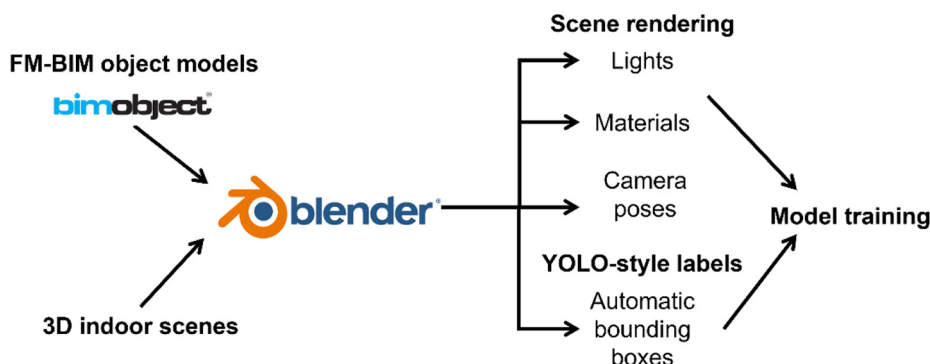 FM-BIM object models
bimobject®
3D indoor scenes
blender®
Scene rendering
Lights
Materials
Camera
poses
YOLO-style labels
Automatic
bounding
boxes
Model training